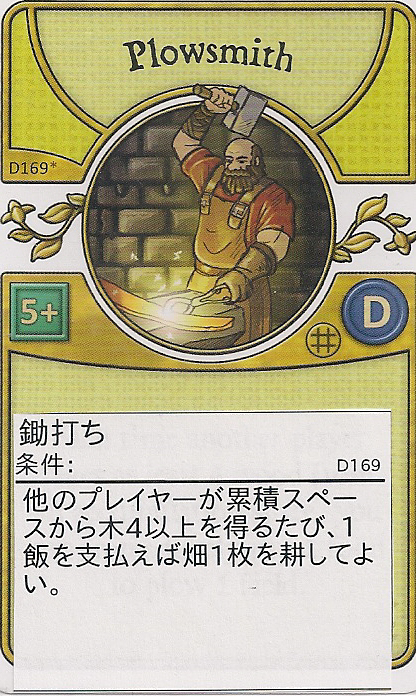 Plowsmith
D169*
5+
D
鋤打ち
条件:
D169
他のプレイヤーが累積スペー
スから木4以上を得るたび、1
飯を支払えば畑1枚を耕してよ
い。